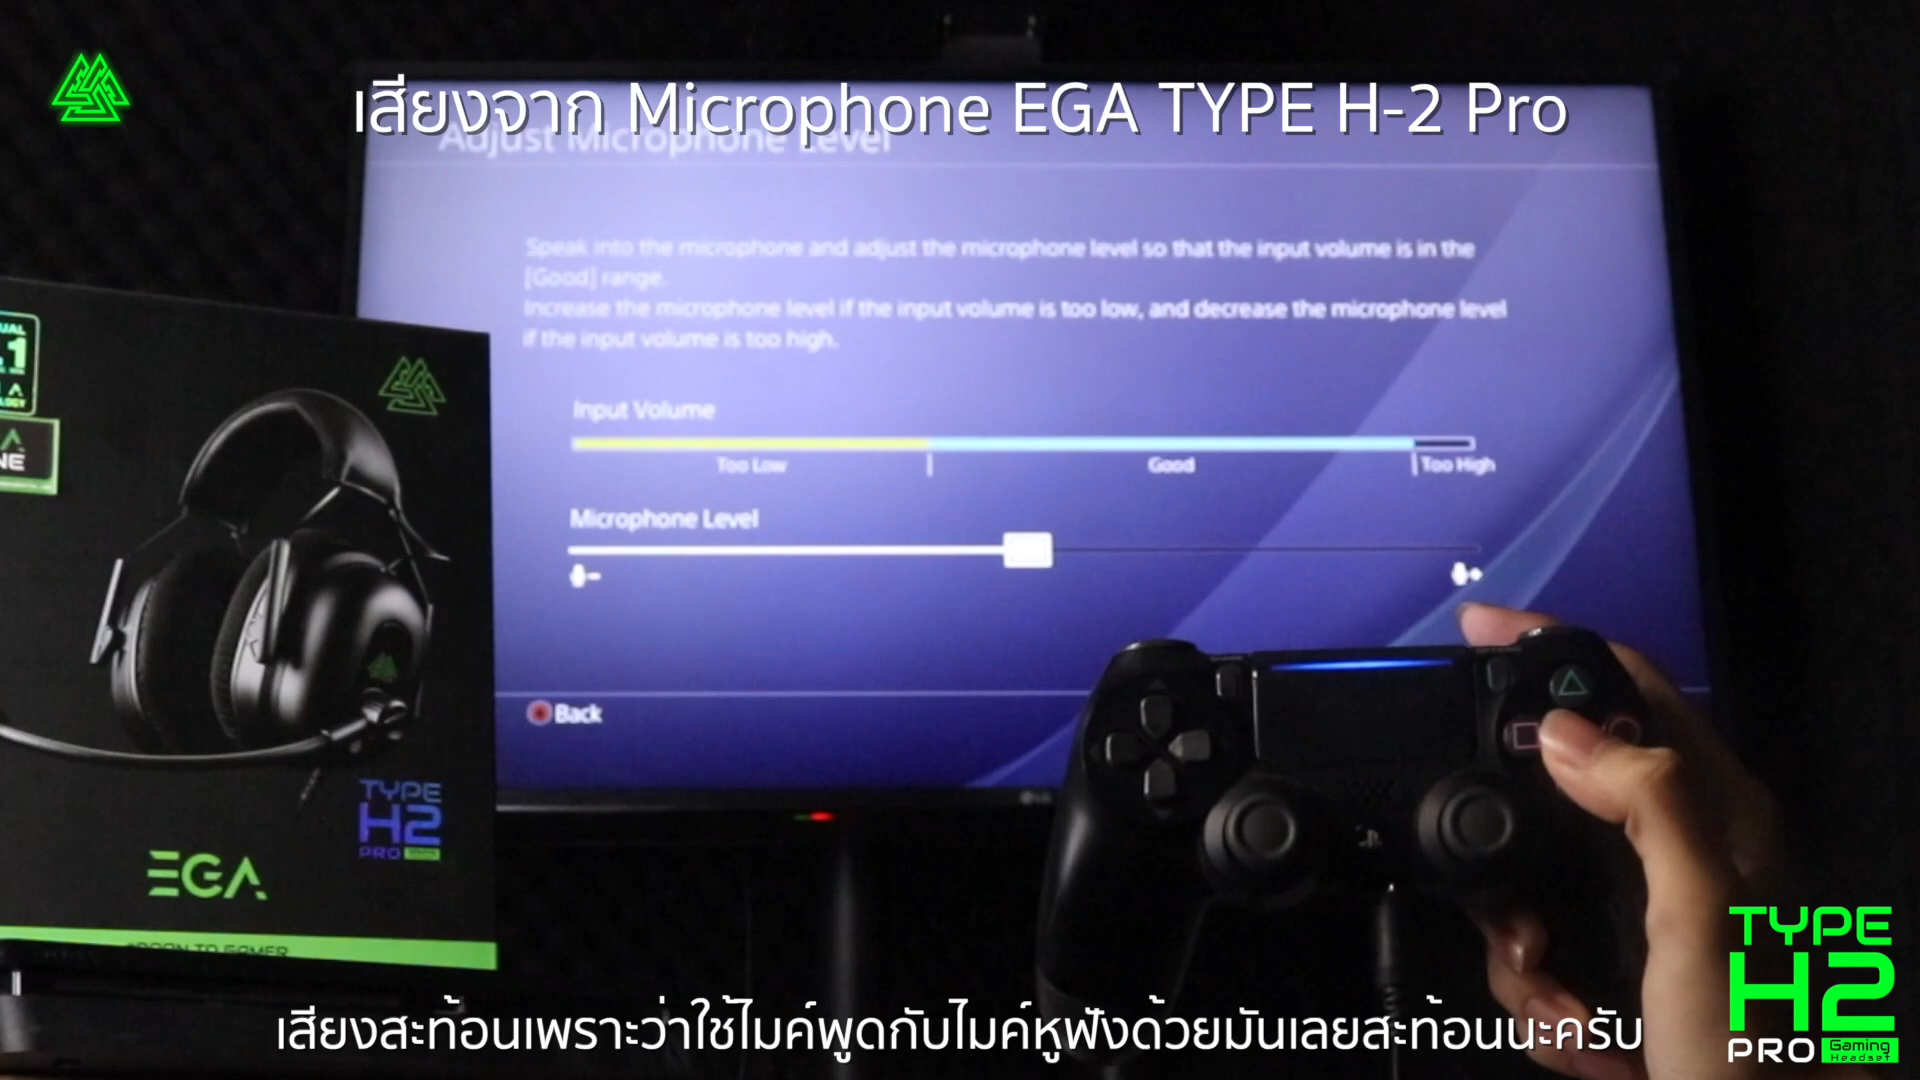 เสียงจาก Microphone EGA TYPE H-2 Pro
Adjust Microphone Level
Speak into the microphone and adjust the microphone level so that the input volume is in the
[Good] range.
Increase the microphone level if the input volume is too low, and decrease the microphone level
if the input volume is too high.
Input Volume
Too Low
Good
Too High
Microphone Level
Back
TYPE
H2
PRO
EGA
TO GAMER
เสียงสะท้อนเพราะว่าใช้ไมค์พูดกับไมค์หูฟังด้วยมันเลยสะท้อนนะครับ
TYPE
H2
PRO Gaming
Headset